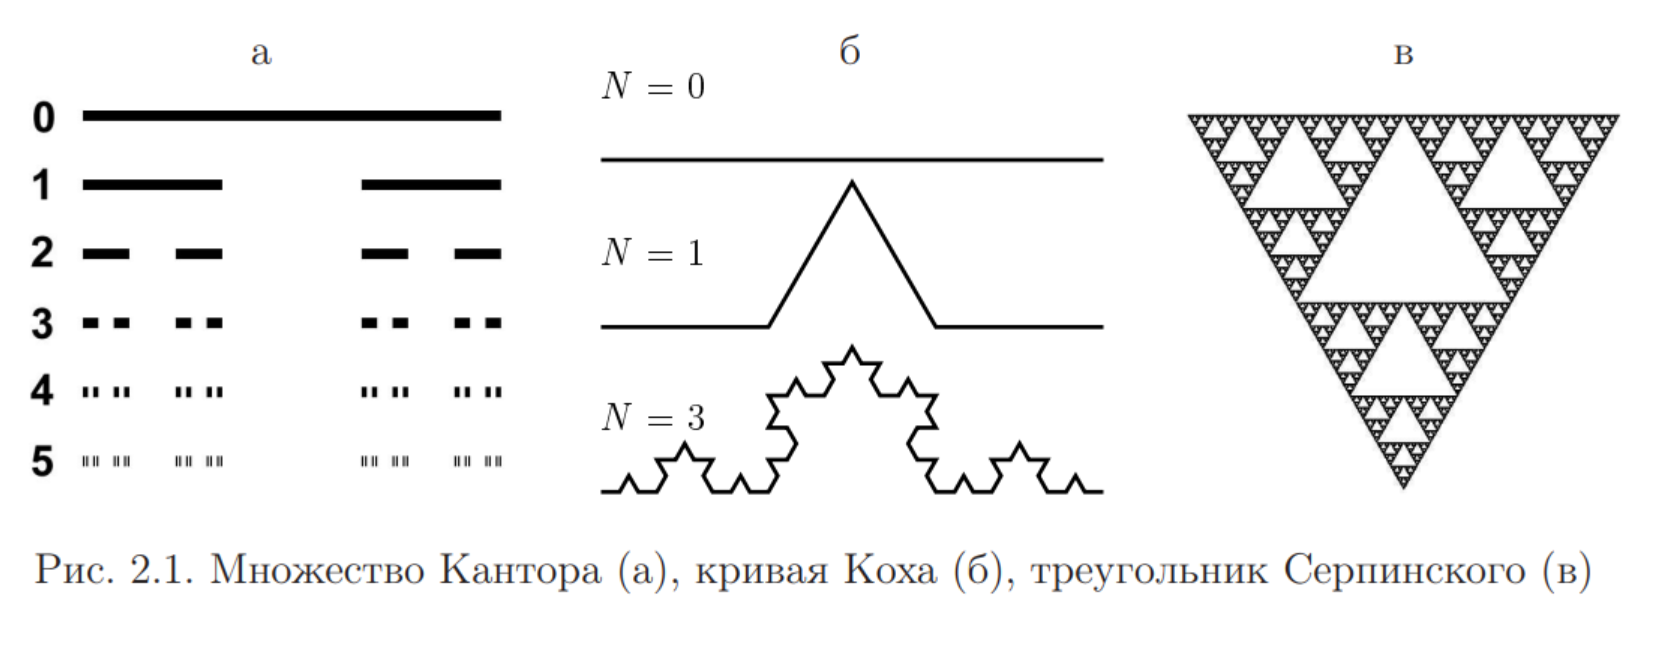 а
б
в
0
1
2
3
4
5
N = 0
N = 1
N = 3
Рис. 2.1. Множество Кантора (а), кривая Коха (б), треугольник Серпинского (в)